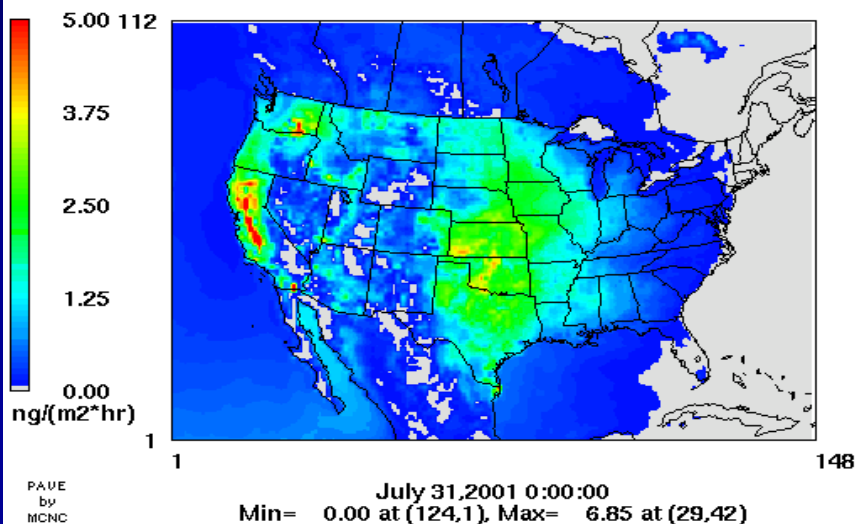 5.00
3.75
2.50
1.25
0.00
ng/(m2*hr)
112
1
1
148
PAVE
by
MCNC
July 31,2001 0:00:00
Min= 0.00 at (124,1), Max= 6.85 at (29,42)